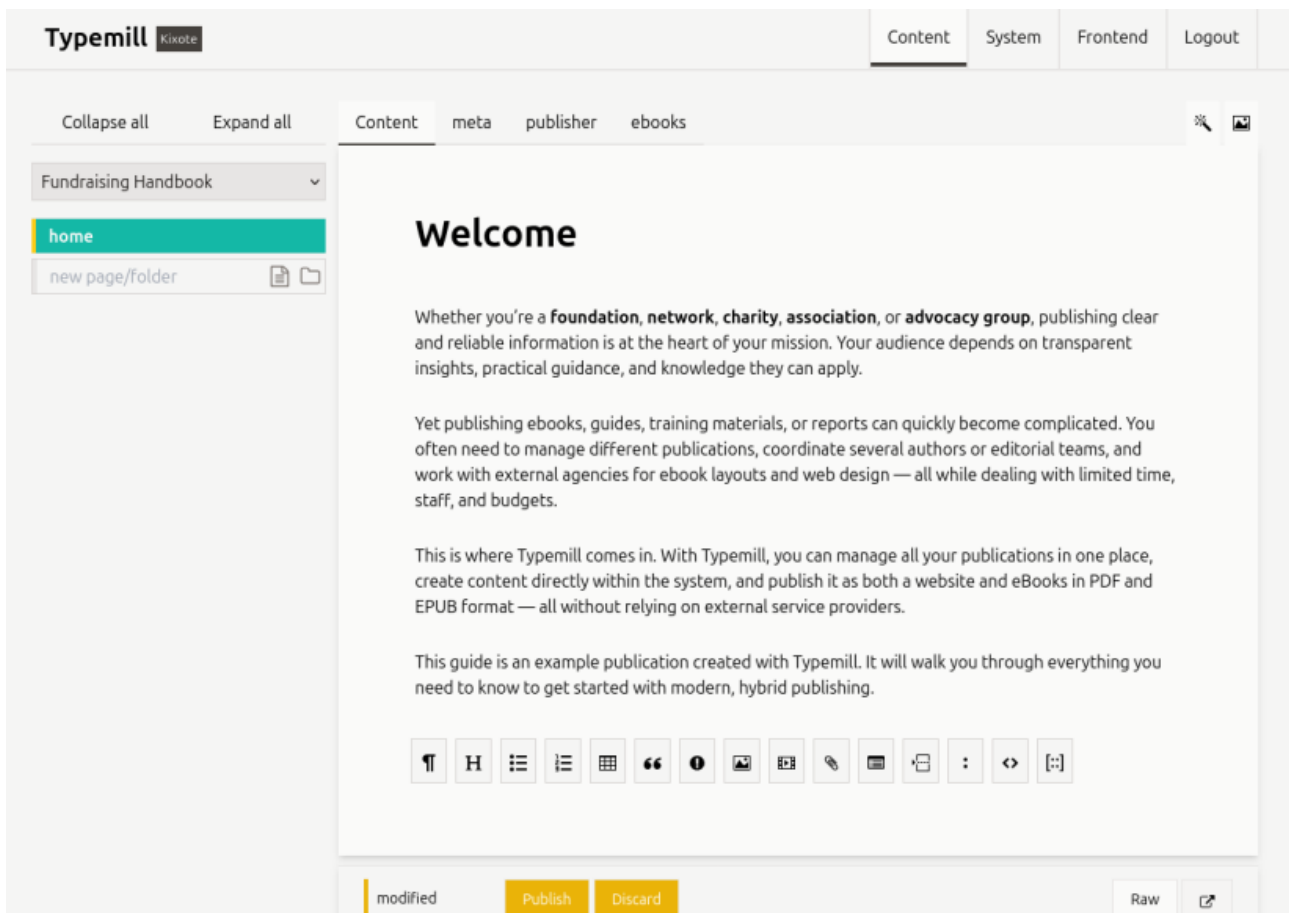 Typemill Kixote
Content System Frontend Logout
Collapse all Expand all
Content meta publisher ebooks
Fundraising Handbook
home
new page/folder
Welcome
Whether you’re a foundation, network, charity, association, or advocacy group, publishing clear
and reliable information is at the heart of your mission. Your audience depends on transparent
insights, practical guidance, and knowledge they can apply.
Yet publishing ebooks, guides, training materials, or reports can quickly become complicated. You
often need to manage different publications, coordinate several authors or editorial teams, and
work with external agencies for ebook layouts and web design — all while dealing with limited time,
staff, and budgets.
This is where Typemill comes in. With Typemill, you can manage all your publications in one place,
create content directly within the system, and publish it as both a website and eBooks in PDF and
EPUB format — all without relying on external service providers.
This guide is an example publication created with Typemill. It will walk you through everything you
need to know to get started with modern, hybrid publishing.
¶ H “ : <> [::]
modified Publish Discard Raw